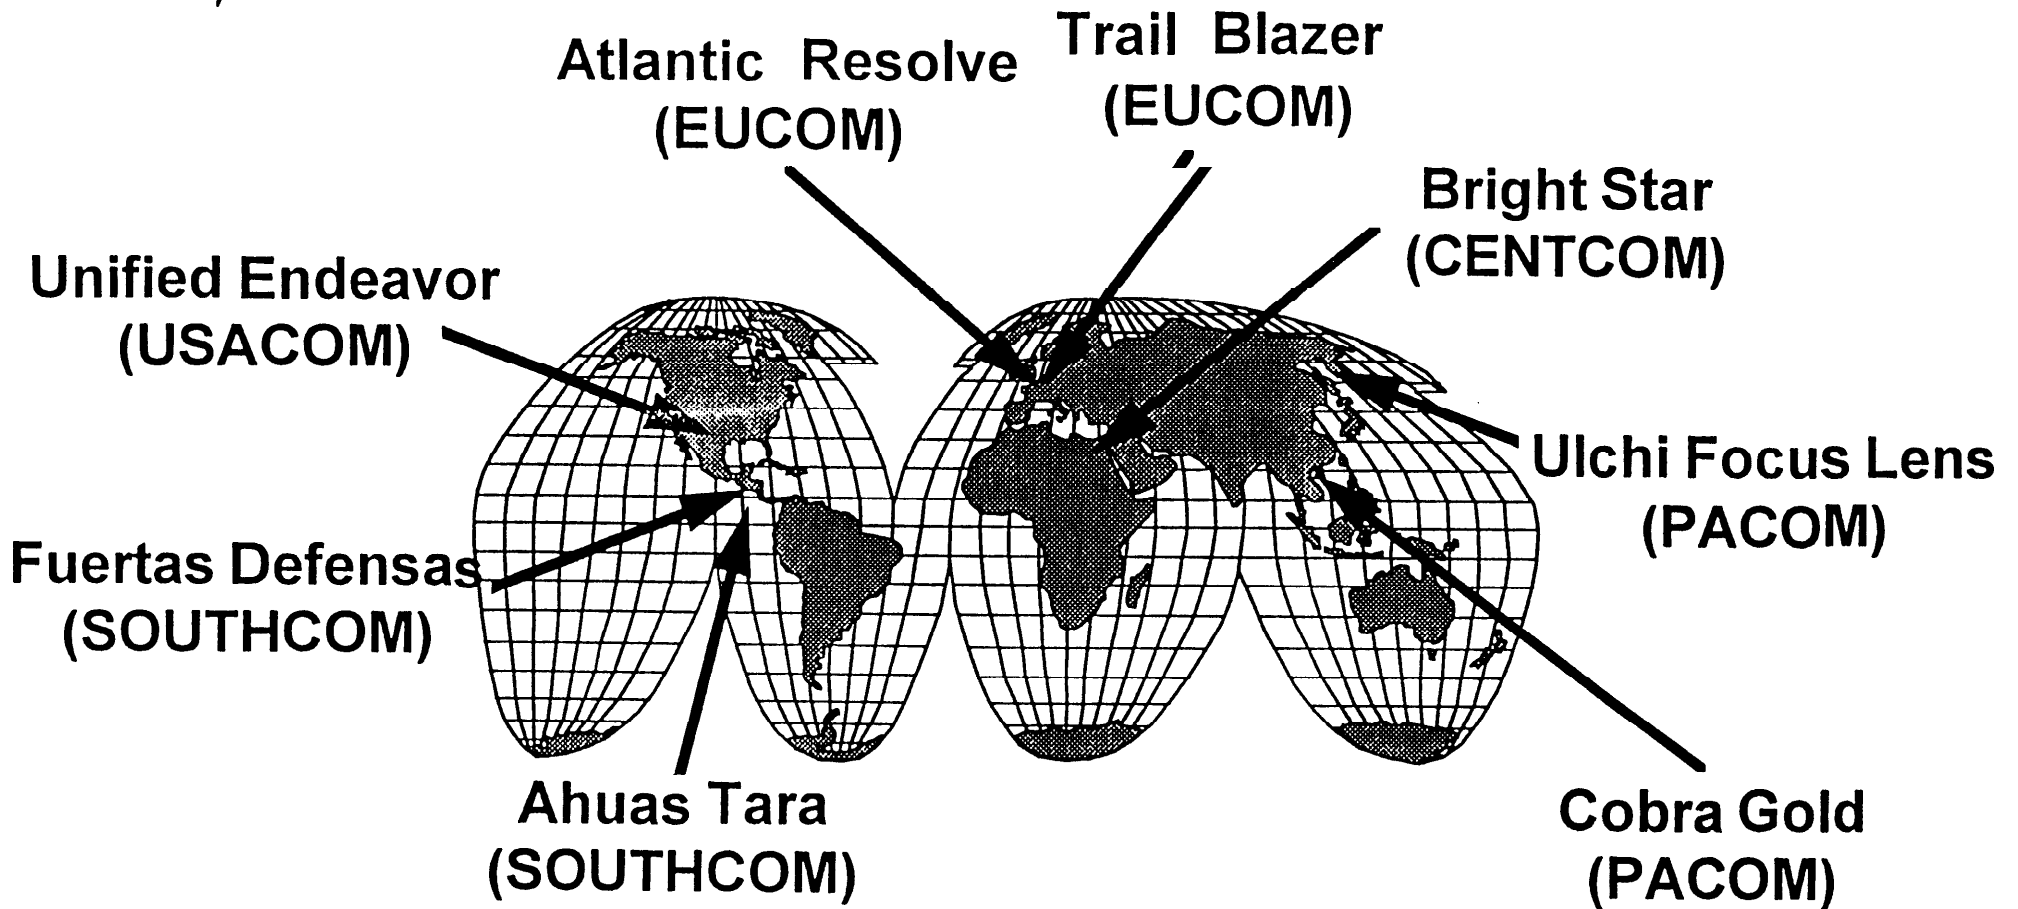 Atlantic Resolve
(EUCOM)
Trail Blazer
(EUCOM)
Bright Star
(CENTCOM)
Unified Endeavor
(USACOM)
Ulchi Focus Lens
(PACOM)
Fuertas Defensas
(SOUTHCOM)
Ahuas Tara
(SOUTHCOM)
Cobra Gold
(PACOM)